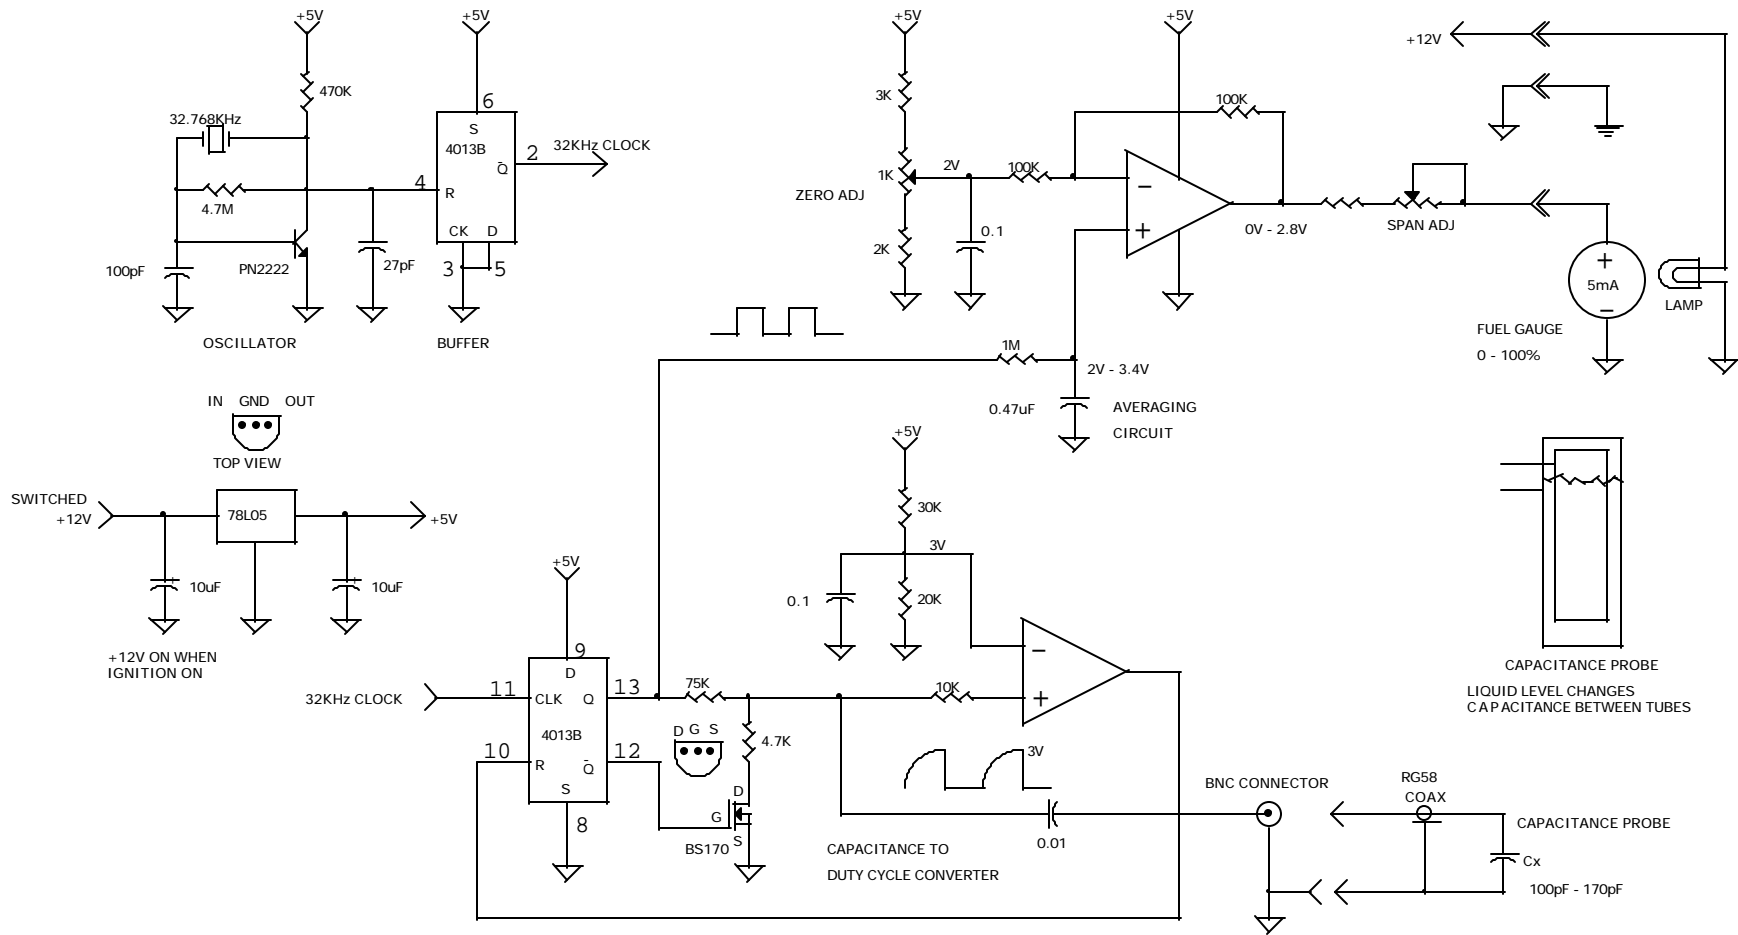 +5V
470K
32.768KHz
4.7M
100pF
PN2222
27pF
OSCILLATOR
+5V
6
S
4013B
Q
2
32KHz CLOCK
4
R
CK D
3
5
BUFFER
+5V
3K
1K
ZERO ADJ
2K
2V
0.1
100K
+5V
100K
−
+
0V - 2.8V
SPAN ADJ
+12V
+
5mA
−
LAMP
FUEL GAUGE
0 - 100%
1M
2V - 3.4V
0.47uF
AVERAGING
CIRCUIT
IN GND OUT
TOP VIEW
SWITCHED
+12V
78L05
+5V
10uF
+
10uF
+
+12V ON WHEN
IGNITION ON
+5V
30K
3V
0.1
20K
−
+
+5V
9
D
32KHz CLOCK
11
CLK
Q
13
4013B
10
R
Q
12
S
8
75K
D G S
4.7K
D
G
S
BS170
10K
3V
0.01
CAPACITANCE TO
DUTY CYCLE CONVERTER
BNC CONNECTOR
RG58
COAX
CAPACITANCE PROBE
Cx
100pF - 170pF
CAPACITANCE PROBE
LIQUID LEVEL CHANGES
CAPACITANCE BETWEEN TUBES